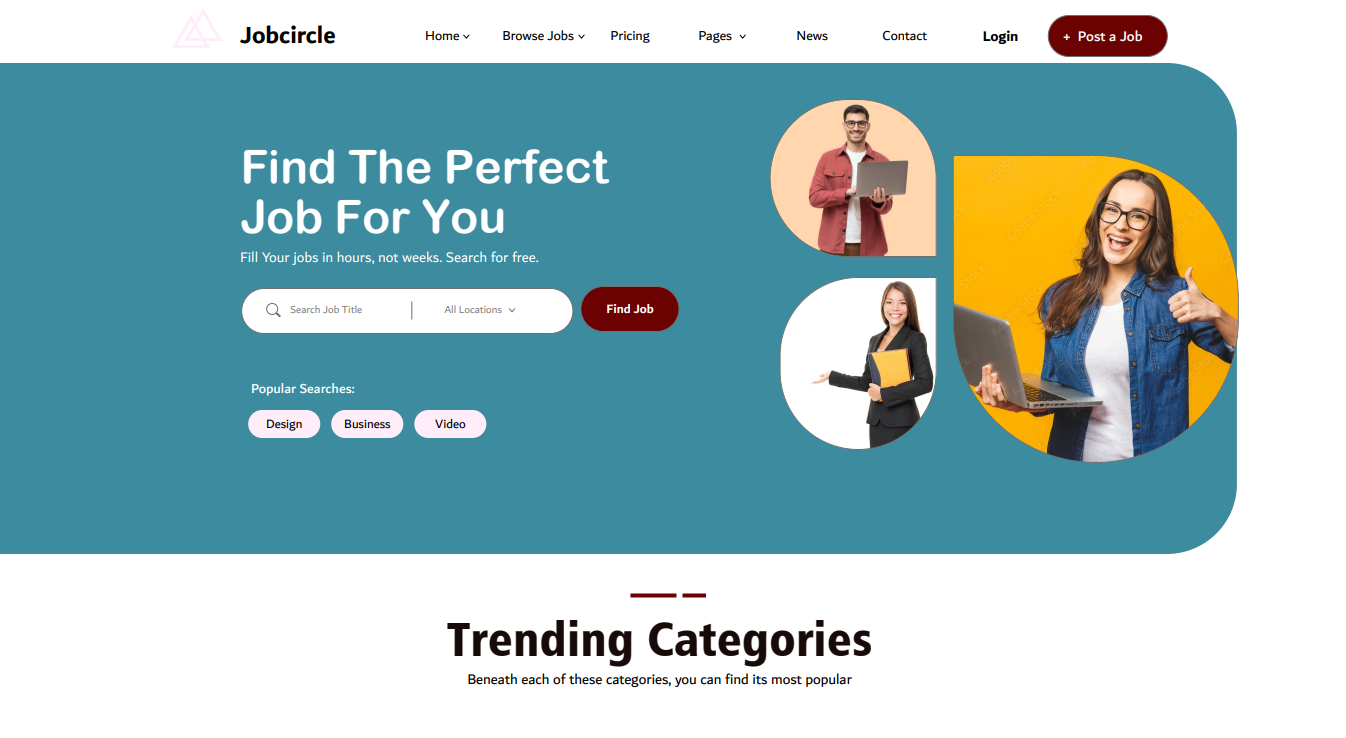 Jobcircle
Home
Browse Jobs
Pricing
Pages
News
Contact
Login
+ Post a Job
Find The Perfect
Job For You
Fill Your jobs in hours, not weeks. Search for free.
Search Job Title
All Locations
Find Job
Popular Searches:
Design
Business
Video
Trending Categories
Beneath each of these categories, you can find its most popular